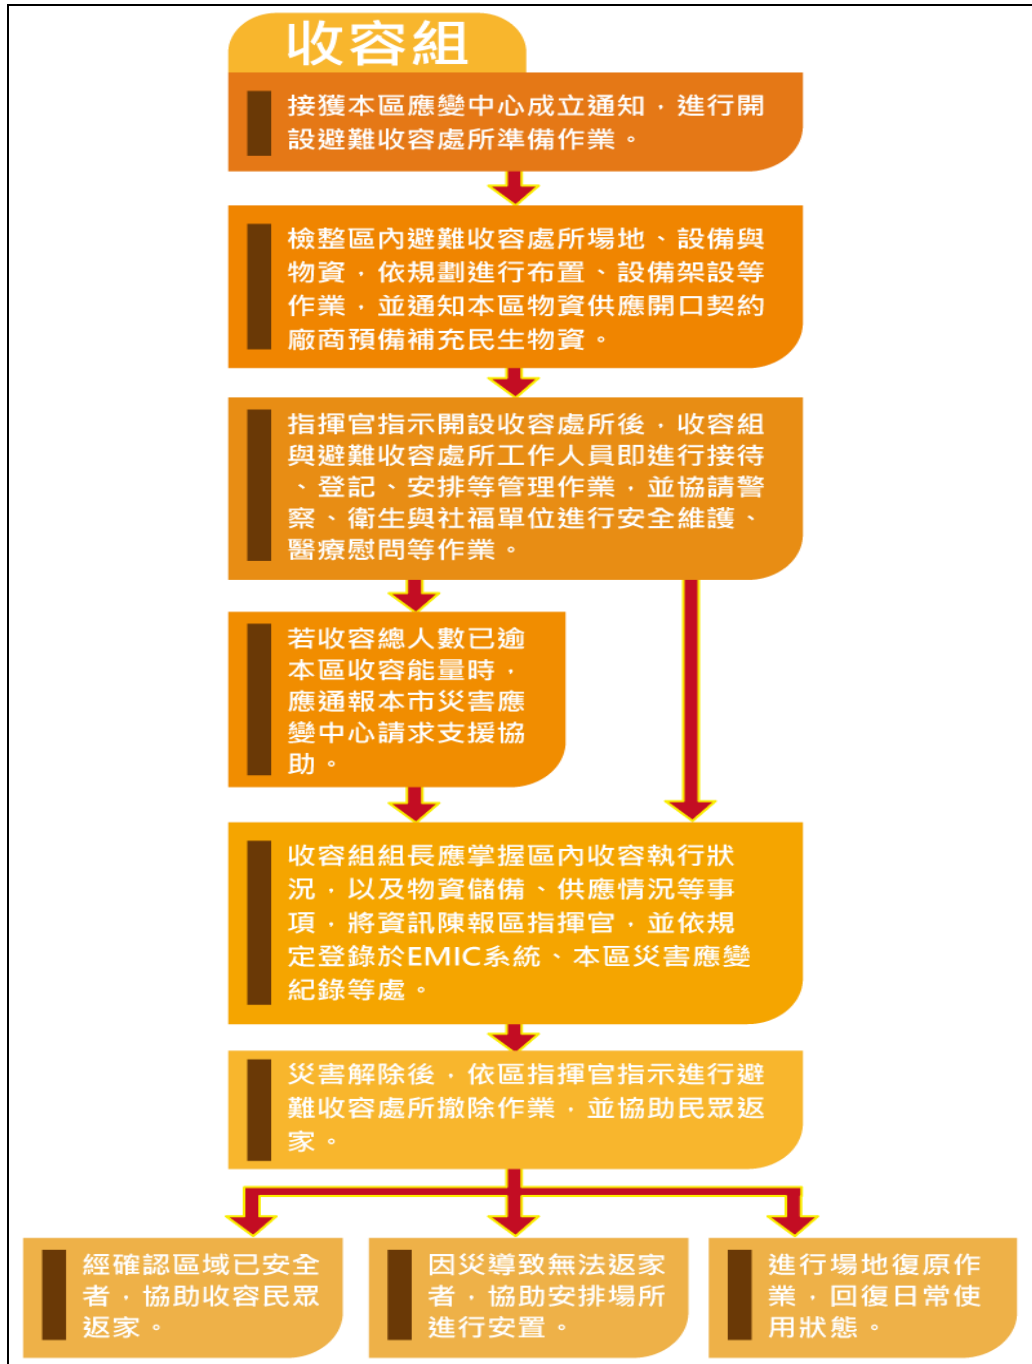 收容組
接獲本區應變中心成立通知，進行開
設避難收容處所準備作業。
檢整區內避難收容處所場地、設備與
物資，依規劃進行布置、設備架設等
作業，並通知本區物資供應開口契約
廠商預備補充民生物資。
指揮官指示開設收容處所後，收容組
與避難收容處所工作人員即進行接待
、登記、安排等管理作業，並協請警
察、衛生與社福單位進行安全維護、
醫療慰問等作業。
若收容總人數已逾
本區收容能量時，
應通報本市災害應
變中心請求支援協
助。
收容組組長應掌握區內收容執行狀
況，以及物資儲備、供應情況等事
項，將資訊陳報區指揮官，並依規
定登錄於EMIC系統、本區災害應變
紀錄等處。
災害解除後，依區指揮官指示進行避
難收容處所撤除作業，並協助民眾返
家。
經確認區域已安全
者，協助收容民眾
返家。
因災導致無法返家
者，協助安排場所
進行安置。
進行場地復原作
業，回復日常使
用狀態。